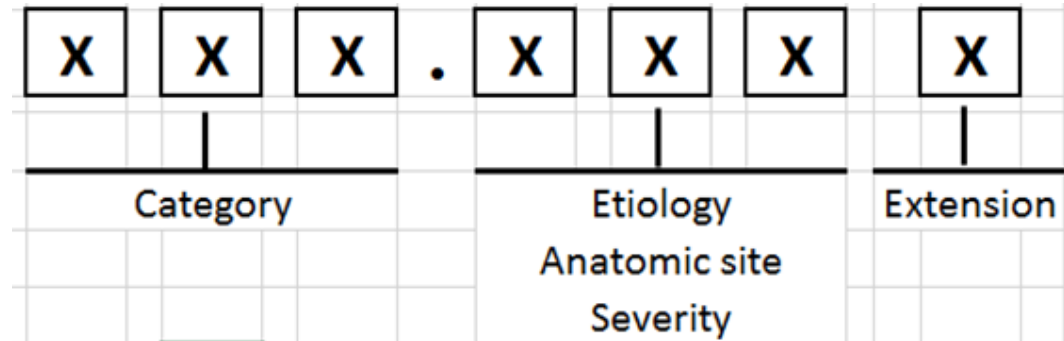 X X X . X X X X
Category Etiology Extension
Anatomic site
Severity